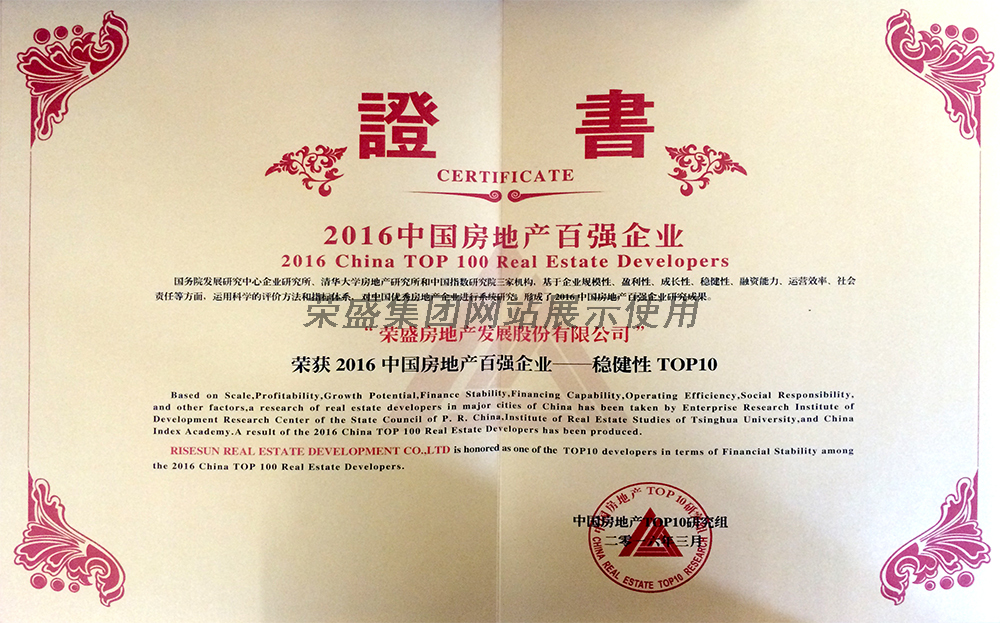 證書
CERTIFICATE
2016中国房地产百强企业
2016 China TOP 100 Real Estate Developers
国务院发展研究中心企业研究所、清华大学房地产研究所和中国指数研究院三家机构，基于企业规模性、盈利性、成长性、稳健性、融资能力、运营效率、社会
责任等方面，运用科学的评价方法和指标体系，对中国优秀房地产企业进行系统研究，形成了2016中国房地产百强企业研究成果。
荣盛集团网站展示使用
“荣盛房地产发展股份有限公司”
荣获 2016 中国房地产百强企业——稳健性 TOP10
Based on Scale,Profitability,Growth Potential,Finance Stability,Financing Capability,Operating Efficiency,Social Responsibility,
and other factors,a research of real estate developers in major cities of China has been taken by Enterprise Research Institute of
Development Research Center of the State Council of P. R. China,Institute of Real Estate Studies of Tsinghua University,and China
Index Academy.A result of the 2016 China TOP 100 Real Estate Developers has been produced.
RISESUN REAL ESTATE DEVELOPMENT CO.,LTD is honored as one of the TOP10 developers in terms of Financial Stability among
the 2016 China TOP 100 Real Estate Developers.
中国房地产TOP10研究组
中国房地产TOP10研究组
二零一六年三月
CHINA REAL ESTATE TOP10 RESEARCH